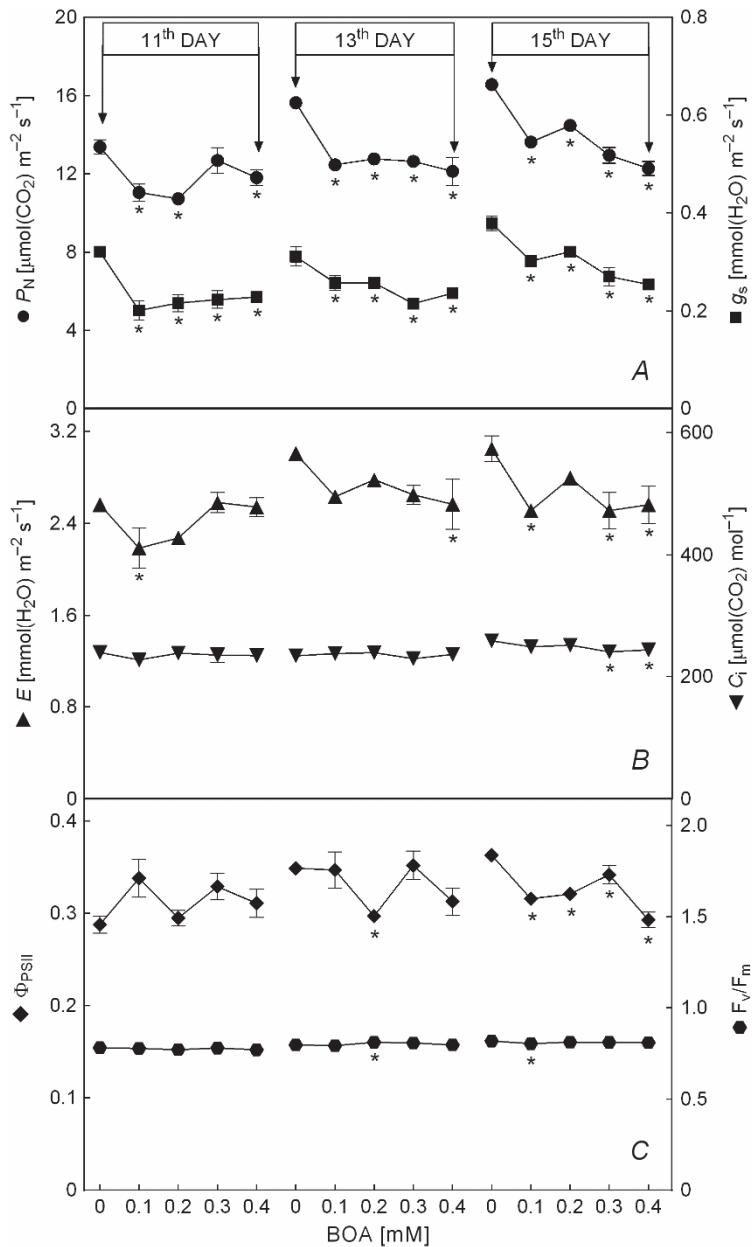 11th DAY
13th DAY
15th DAY
20
16
12
8
4
0
● PN [μmol(CO2) m−2 s−1]
0.8
0.6
0.4
0.2
0
■ gs [mmol(H2O) m−2 s−1]
* * * * * * * * * * *
* * * * * * * * * * * *
A
3.2
2.4
1.6
0.8
0
▲ E [mmol(H2O) m−2 s−1]
600
400
200
0
▼ Ci [μmol(CO2) mol−1]
* * * * *
* *
B
0.4
0.3
0.2
0.1
0
◆ ΦPSII
2.0
1.5
1.0
0.5
0
● Fv/Fm
* * * * *
* *
C
0 0.1 0.2 0.3 0.4 0 0.1 0.2 0.3 0.4 0 0.1 0.2 0.3 0.4
BOA [mM]